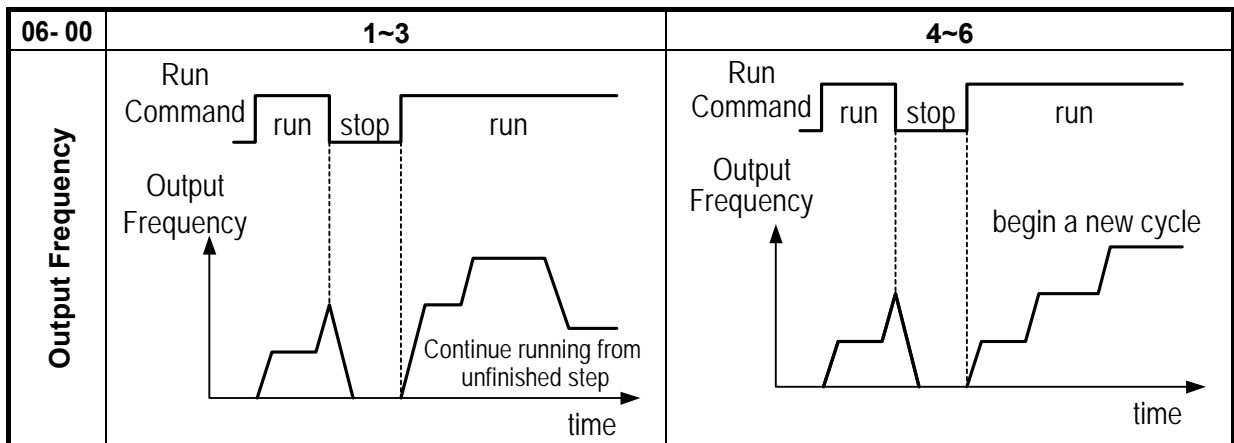 06- 00
1~3
4~6
Output Frequency
Run
Command
run
stop
run
Output
Frequency
Continue running from
unfinished step
time
Run
Command
run
stop
run
Output
Frequency
begin a new cycle
time